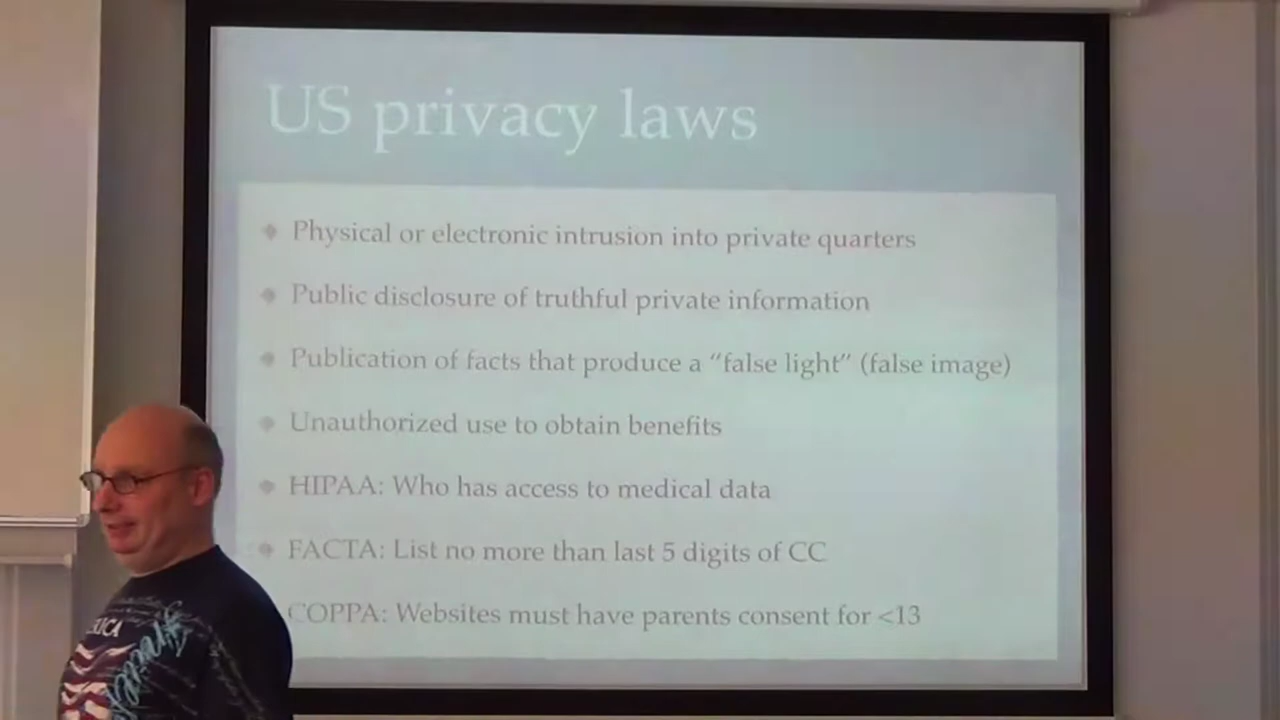 US privacy laws
Physical or electronic intrusion into private quarters
Public disclosure of truthful private information
Publication of facts that produce a “false light” (false image)
Unauthorized use to obtain benefits
HIPAA: Who has access to medical data
FACTA: List no more than last 5 digits of CC
COPPA: Websites must have parents consent for <13